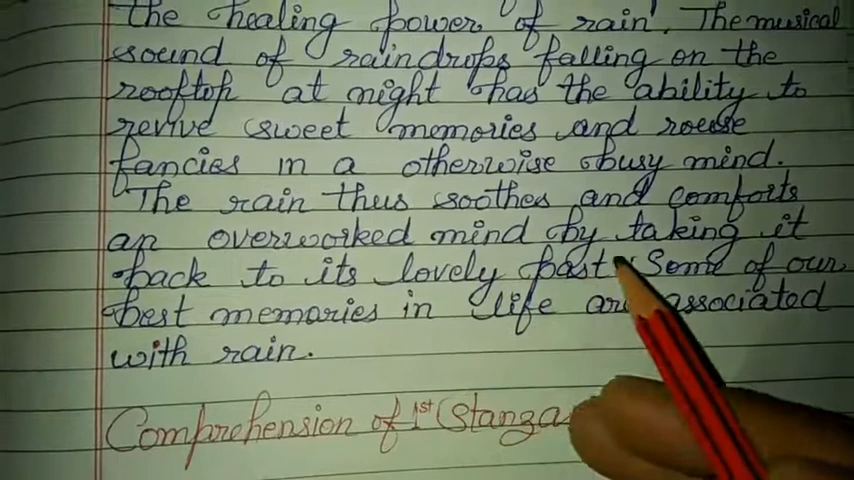 the healing power of rain'. The musical
sound of raindrops falling on the
rooftop at night has the ability to
revive sweet memories and rouse
fancies in a otherwise busy mind.
The rain thus soothes and comforts
an overworked mind by taking it
back to its lovely past. Some of our
best memories in life are associated
with rain.
Comprehension of 1st Stanza